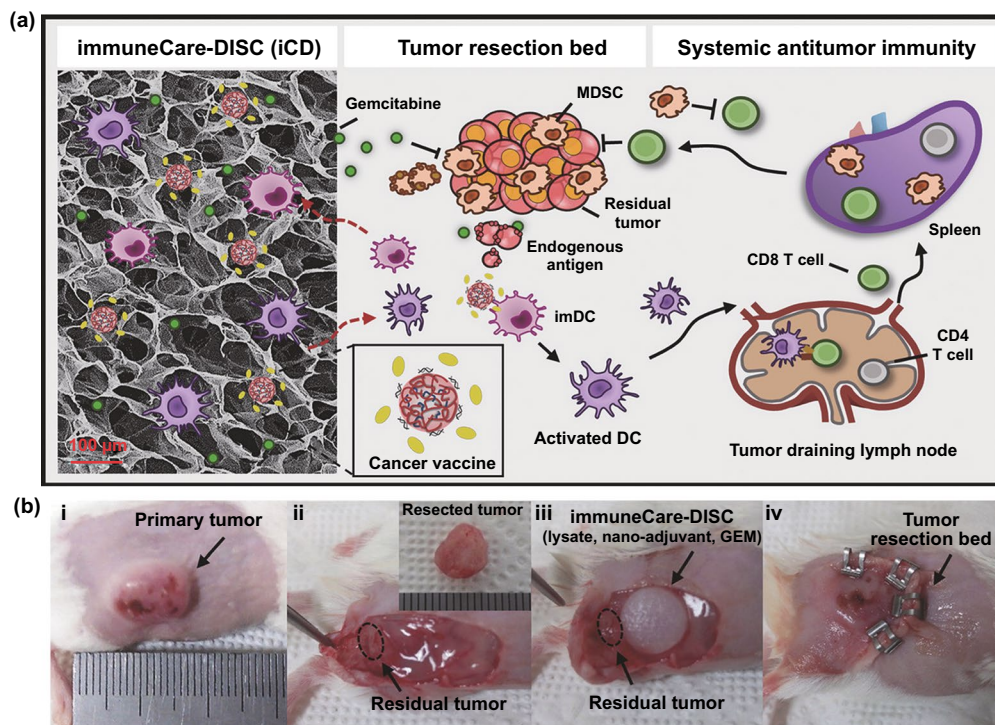 (a)
immuneCare-DISC (iCD)
Tumor resection bed
Systemic antitumor immunity
Gemcitabine
MDSC
Residual
tumor
Endogenous
antigen
imDC
Activated DC
Cancer vaccine
100 μm
Spleen
CD8 T cell
CD4
T cell
Tumor draining lymph node
(b)
i
Primary tumor
ii
Resected tumor
Residual tumor
iii
immuneCare-DISC
(lysate, nano-adjuvant, GEM)
Residual tumor
iv
Tumor
resection bed